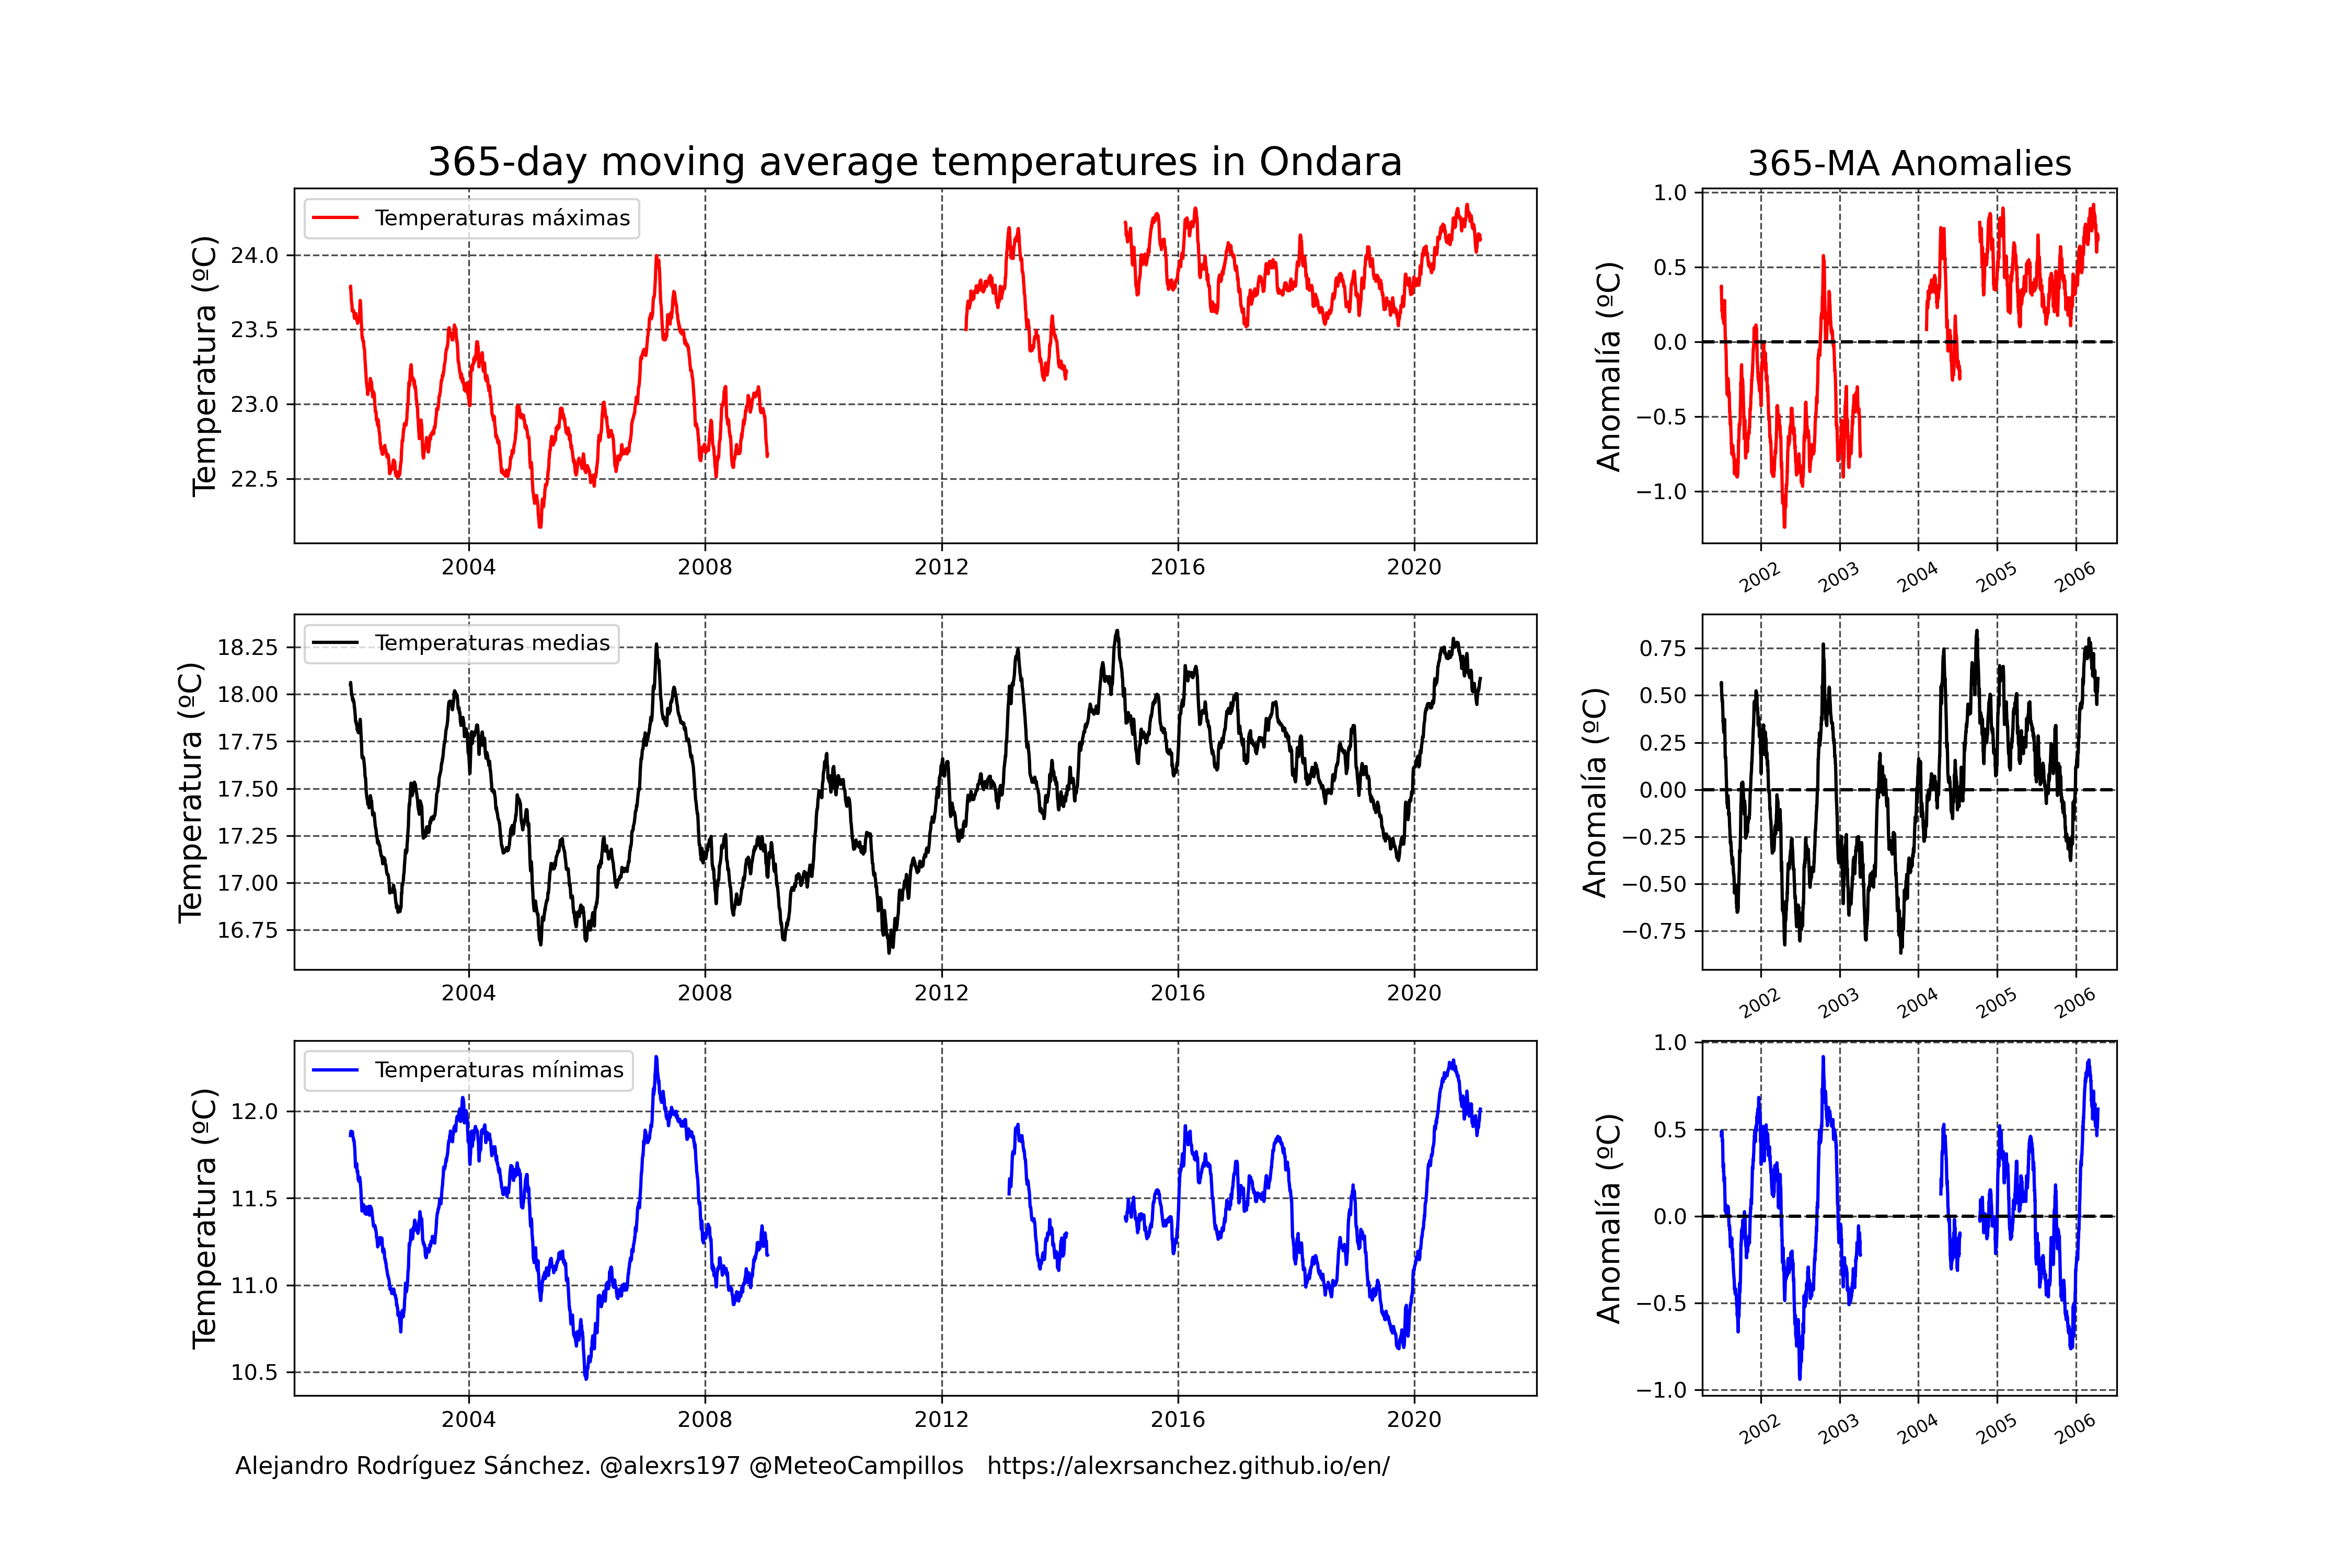 365-day moving average temperatures in Ondara
365-MA Anomalies
Temperatura (ºC)
24.0
23.5
23.0
22.5
Temperaturas máximas
2004 2008 2012 2016 2020
Anomalía (ºC)
1.0
0.5
0.0
−0.5
−1.0
2002 2003 2004 2005 2006
Temperatura (ºC)
18.25
18.00
17.75
17.50
17.25
17.00
16.75
Temperaturas medias
2004 2008 2012 2016 2020
Anomalía (ºC)
0.75
0.50
0.25
0.00
−0.25
−0.50
−0.75
2002 2003 2004 2005 2006
Temperatura (ºC)
12.0
11.5
11.0
10.5
Temperaturas mínimas
2004 2008 2012 2016 2020
Anomalía (ºC)
1.0
0.5
0.0
−0.5
−1.0
2002 2003 2004 2005 2006
Alejandro Rodríguez Sánchez. @alexrs197 @MeteoCampillos https://alexrsanchez.github.io/en/